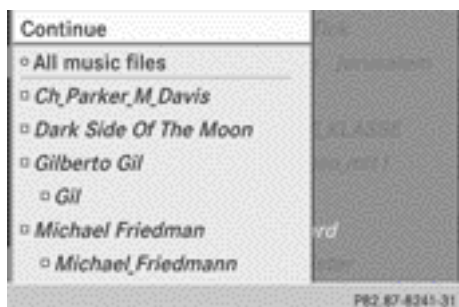 Continue
All music files
Ch_Parker_M_Davis
Dark Side Of The Moon
Gilberto Gil
Gil
Michael Friedman
Michael_Friedmann
P82.87-8241-31